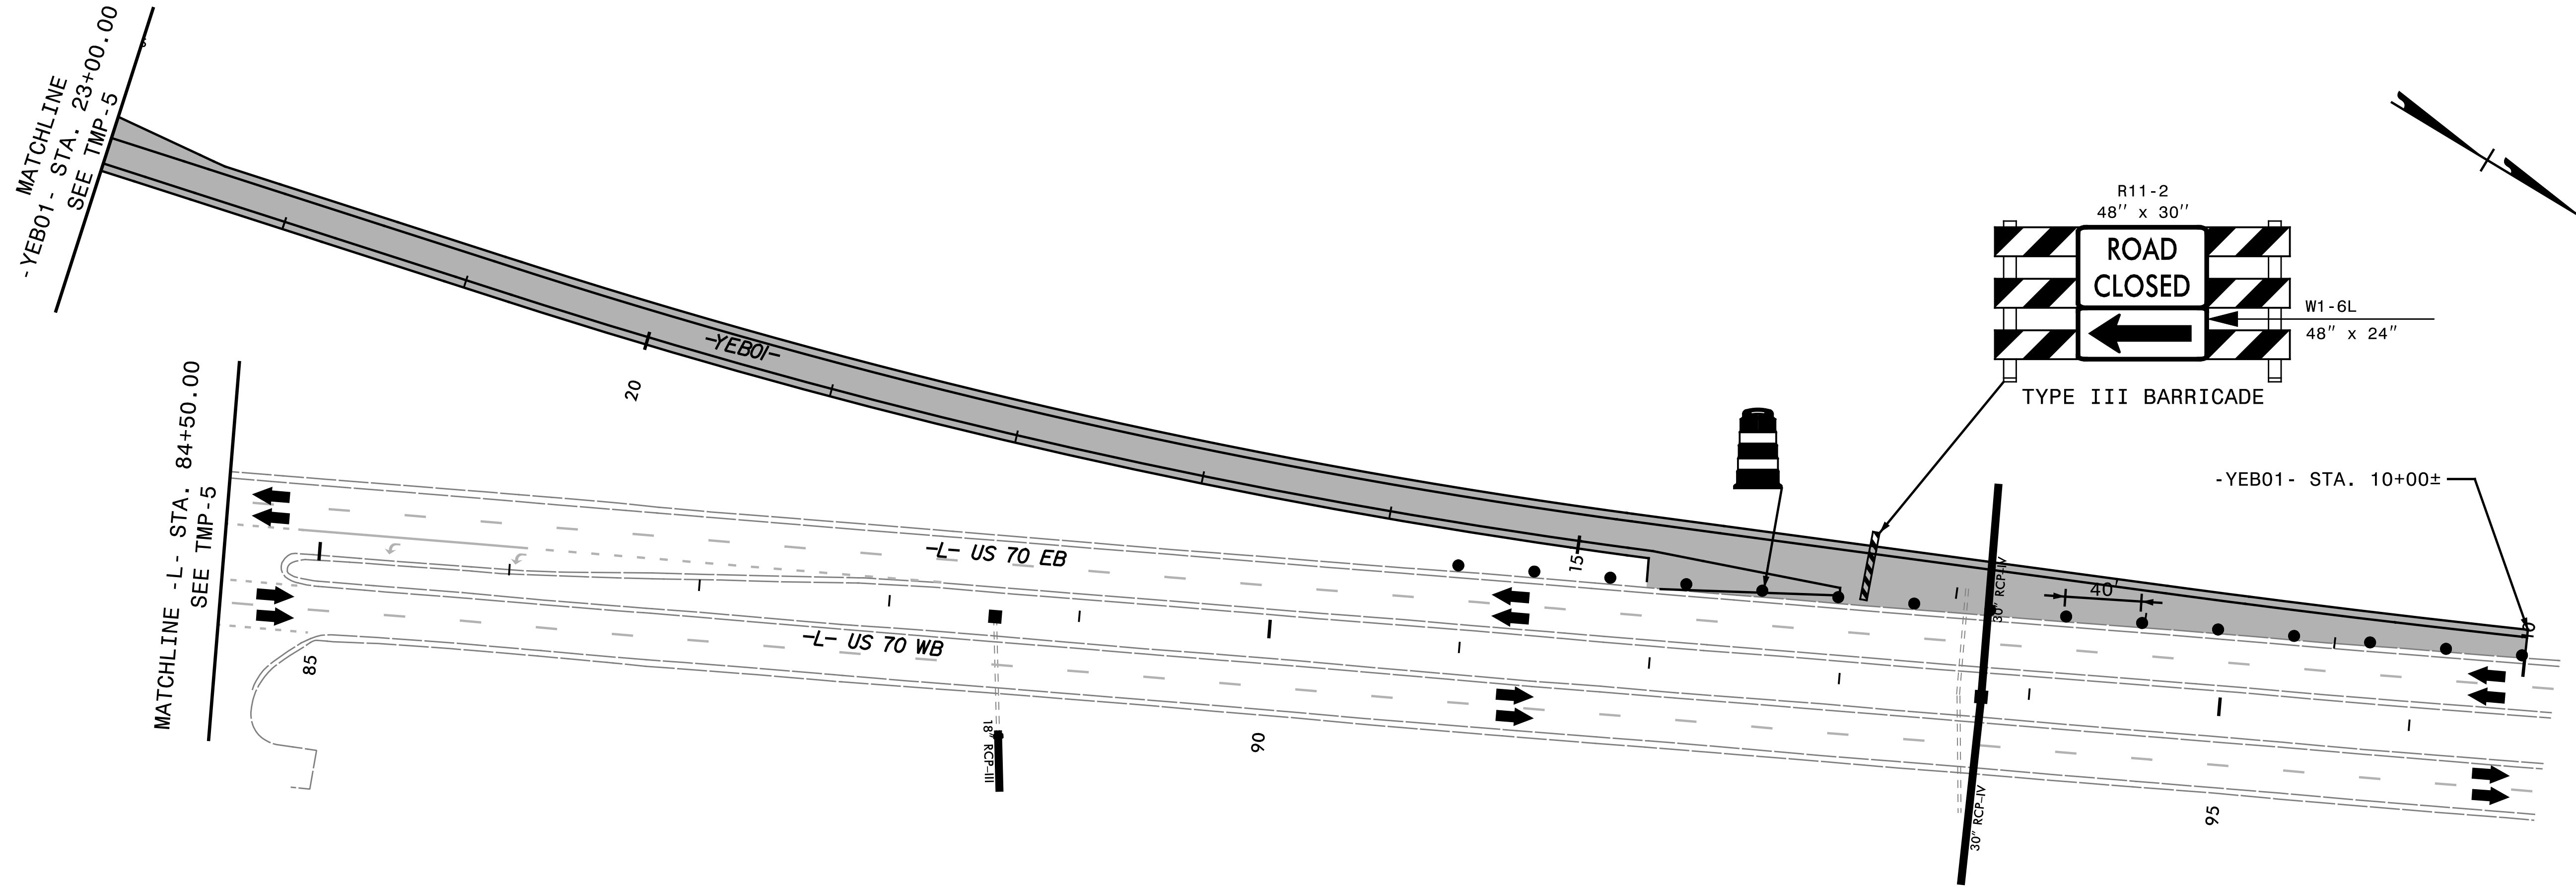 MATCHLINE
-YEB01- STA. 23+00.00
SEE TMP-5
R11-2
48'' x 30''
ROAD
CLOSED
W1-6L
48'' x 24''
TYPE III BARRICADE
-YEB01-
20
MATCHLINE -L- STA. 84+50.00
SEE TMP-5
-YEB01- STA. 10+00±
-L- US 70 EB
15
30" RCP-IV
40'
10
-L- US 70 WB
85
18" RCP-III
90
95
30" RCP-IV